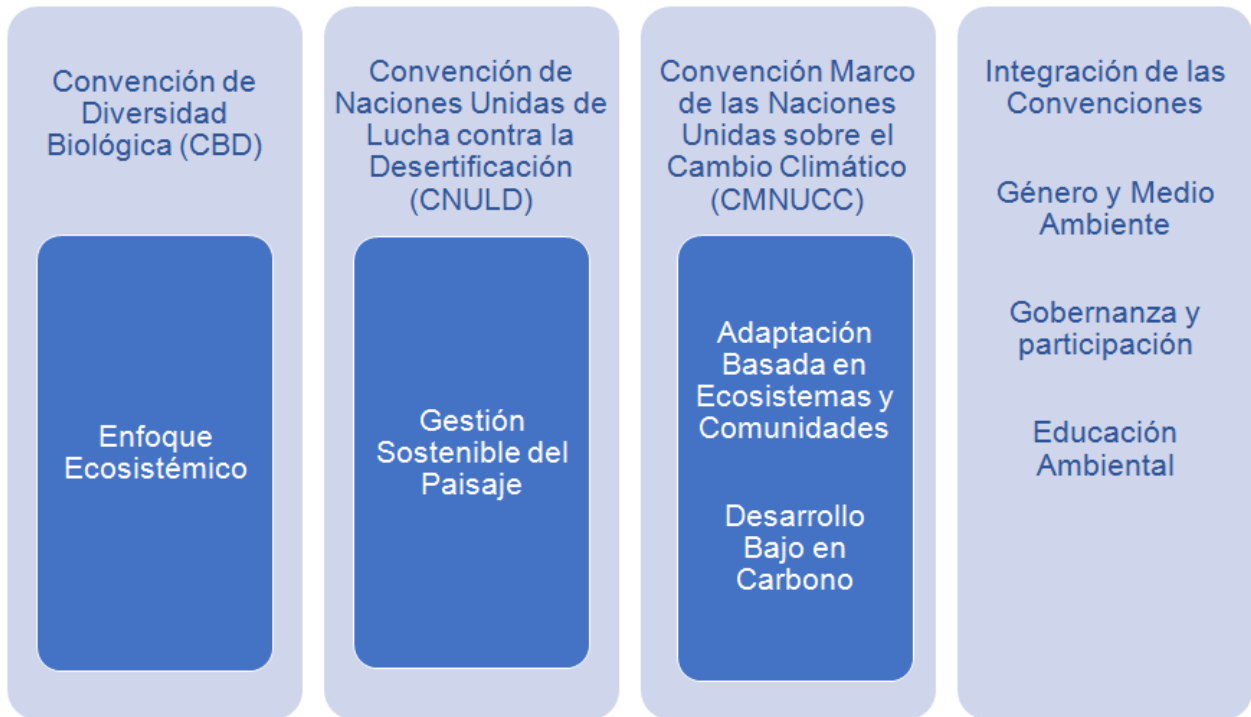 Convención de
Diversidad
Biológica (CBD)
Enfoque
Ecosistémico
Convención de
Naciones Unidas de
Lucha contra la
Desertificación
(CNULD)
Gestión
Sostenible del
Paisaje
Convención Marco
de las Naciones
Unidas sobre el
Cambio Climático
(CMNUCC)
Adaptación
Basada en
Ecosistemas y
Comunidades
Desarrollo
Bajo en
Carbono
Integración de las
Convenciones
Género y Medio
Ambiente
Gobernanza y
participación
Educación
Ambiental